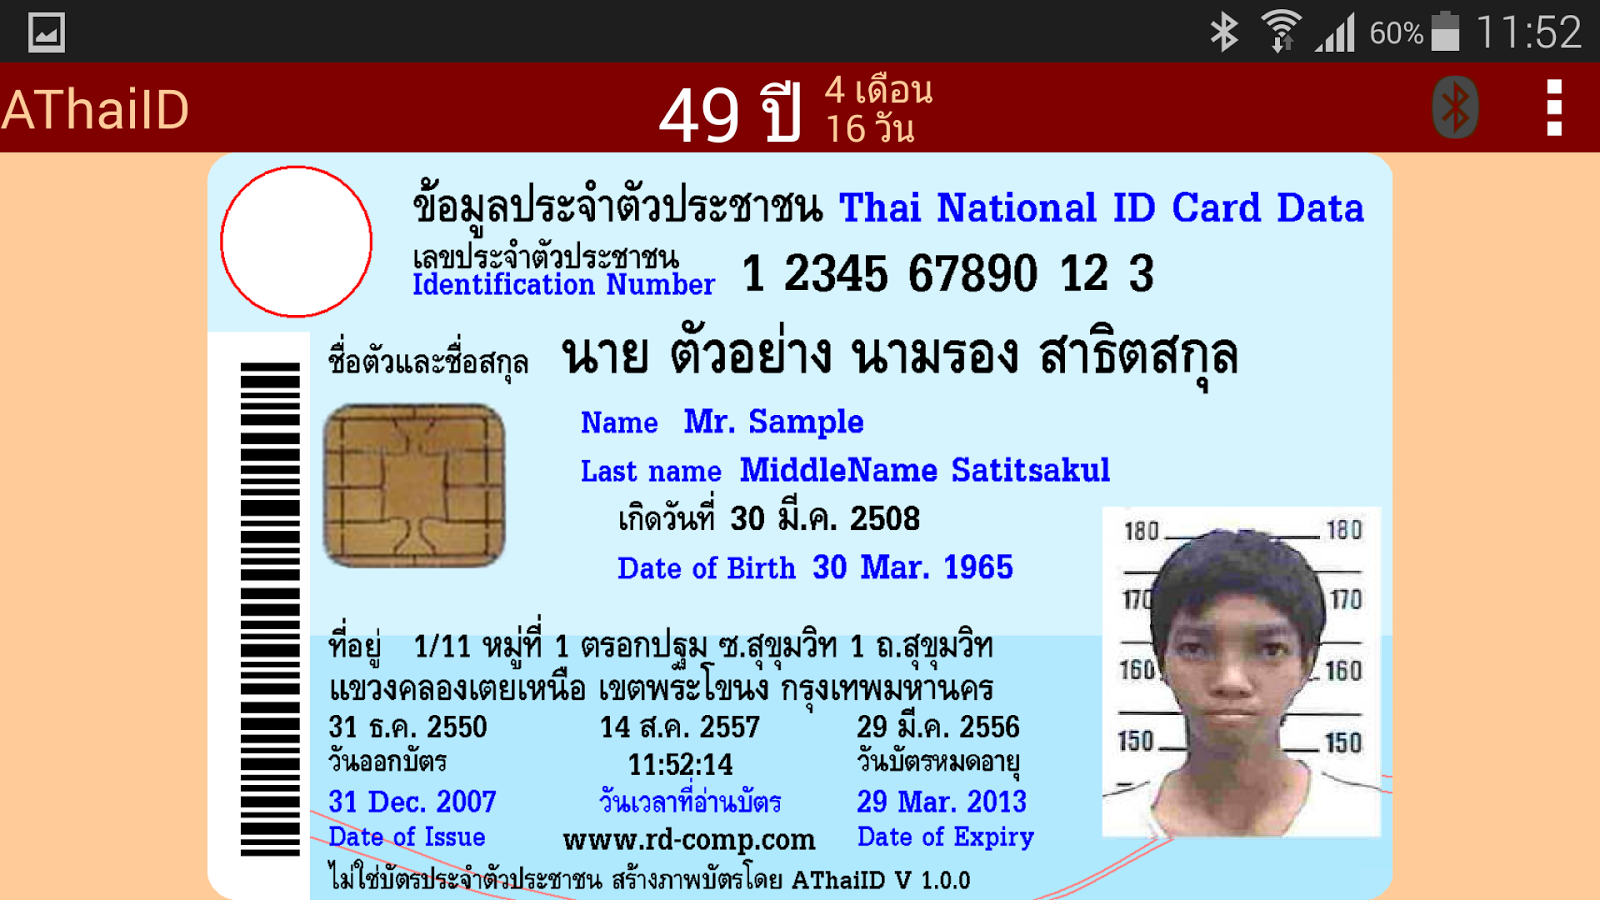 60% 11:52
AThaiID 49 ปี 4 เดือน
16 วัน
ข้อมูลประจำตัวประชาชน Thai National ID Card Data
เลขประจำตัวประชาชน
Identification Number 1 2345 67890 12 3
ชื่อตัวและชื่อสกุล นาย ตัวอย่าง นามรอง สาธิตสกุล
Name Mr. Sample
Last name MiddleName Satitsakul
เกิดวันที่ 30 มี.ค. 2508
Date of Birth 30 Mar. 1965
180 180
170 170
160 160
150 150
ที่อยู่ 1/11 หมู่ที่ 1 ตรอกปฐม ซ.สุขุมวิท 1 ถ.สุขุมวิท
แขวงคลองเตยเหนือ เขตพระโขนง กรุงเทพมหานคร
31 ธ.ค. 2550 14 ส.ค. 2557 29 มี.ค. 2556
วันออกบัตร 11:52:14 วันบัตรหมดอายุ
31 Dec. 2007 วันเวลาที่อ่านบัตร 29 Mar. 2013
Date of Issue www.rd-comp.com Date of Expiry
ไม่ใช่บัตรประจำตัวประชาชน สร้างภาพบัตรโดย AThaiID V 1.0.0